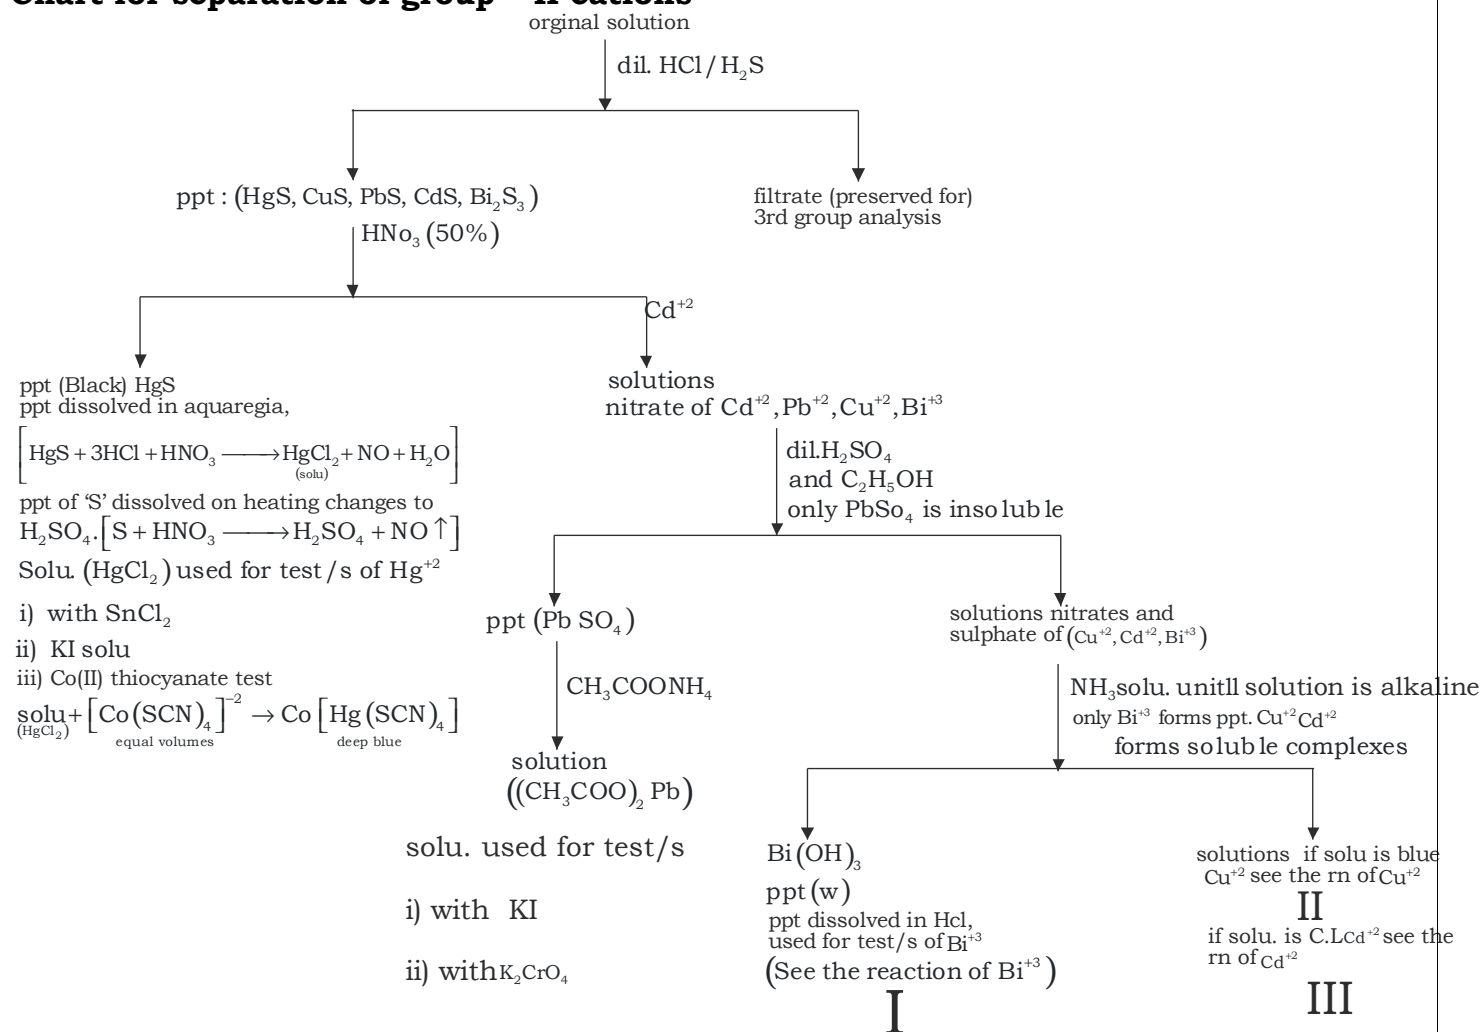 Chart for separation of group – II cations
orginal solution
dil. HCl/H₂S
ppt : (HgS, CuS, PbS, CdS, Bi₂S₃)
filtrate (preserved for)
3rd group analysis
HNo₃ (50%)
Cd⁺²
ppt (Black) HgS
ppt dissolved in aquaregia,
[HgS + 3HCl + HNO₃ ⟶ HgCl₂ + NO + H₂O]
(solu)
ppt of ‘S’ dissolved on heating changes to
H₂SO₄.[S + HNO₃ ⟶ H₂SO₄ + NO ↑]
Solu. (HgCl₂) used for test/s of Hg⁺²
i) with SnCl₂
ii) KI solu
iii) Co(II) thiocyanate test
solu + [Co(SCN)₄]⁻² → Co[Hg(SCN)₄]
(HgCl₂) equal volumes deep blue
solutions
nitrate of Cd⁺²,Pb⁺²,Cu⁺²,Bi⁺³
dil.H₂SO₄
and C₂H₅OH
only PbSo₄ is insoluble
ppt (Pb SO₄)
CH₃COONH₄
solution
((CH₃COO)₂ Pb)
solu. used for test/s
i) with KI
ii) with K₂CrO₄
solutions nitrates and
sulphate of (Cu⁺²,Cd⁺²,Bi⁺³)
NH₃solu. unitll solution is alkaline
only Bi⁺³ forms ppt. Cu⁺²Cd⁺²
forms soluble complexes
Bi(OH)₃
ppt (w)
ppt dissolved in Hcl,
used for test/s of Bi⁺³
(See the reaction of Bi⁺³)
I
solutions if solu is blue
Cu⁺² see the rn of Cu⁺²
II
if solu. is C.LCd⁺² see the
rn of Cd⁺²
III